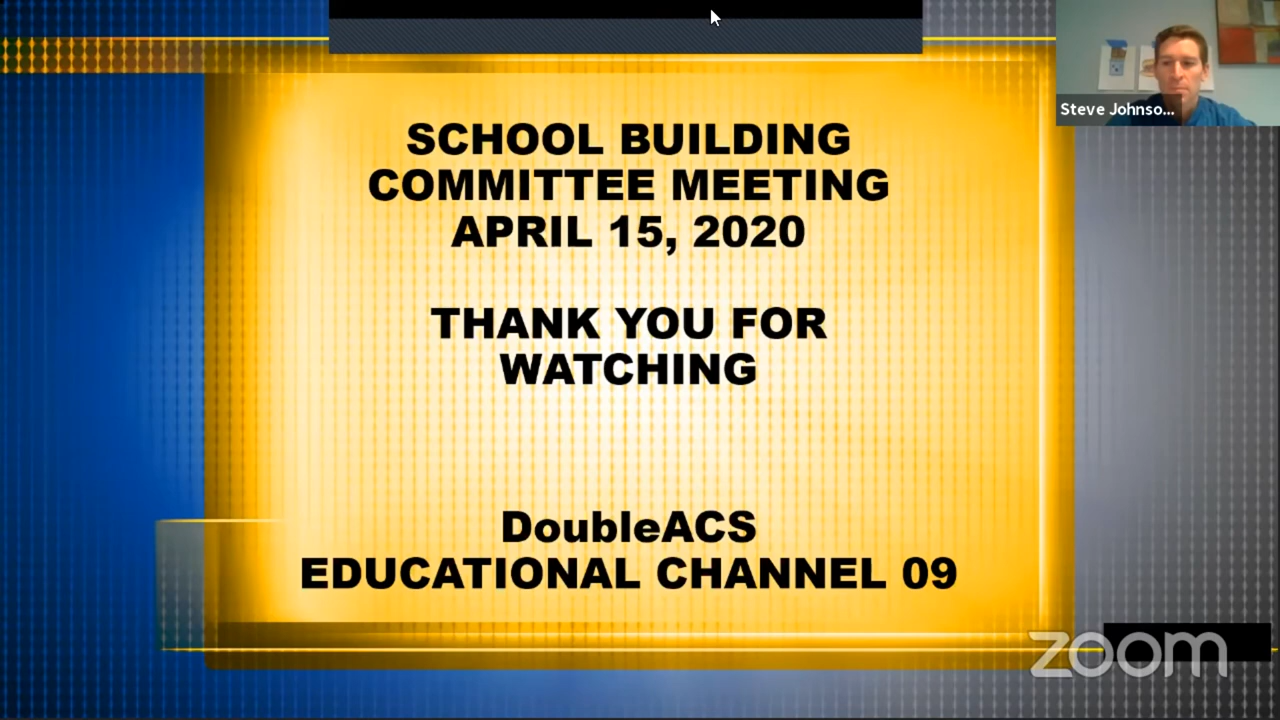 Steve Johnso...
SCHOOL BUILDING
COMMITTEE MEETING
APRIL 15, 2020
THANK YOU FOR
WATCHING
DoubleACS
EDUCATIONAL CHANNEL 09
zoom